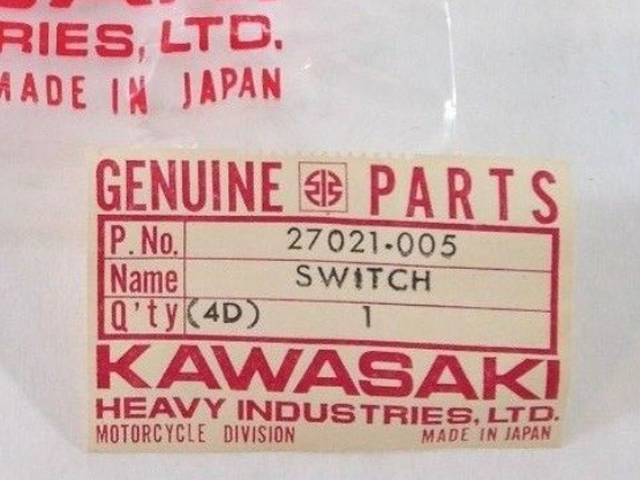 RIES, LTD.
MADE IN JAPAN
GENUINE PARTS
P. No. 27021-005
Name SWITCH
Q'ty (4D) 1
KAWASAKI
HEAVY INDUSTRIES, LTD.
MOTORCYCLE DIVISION MADE IN JAPAN